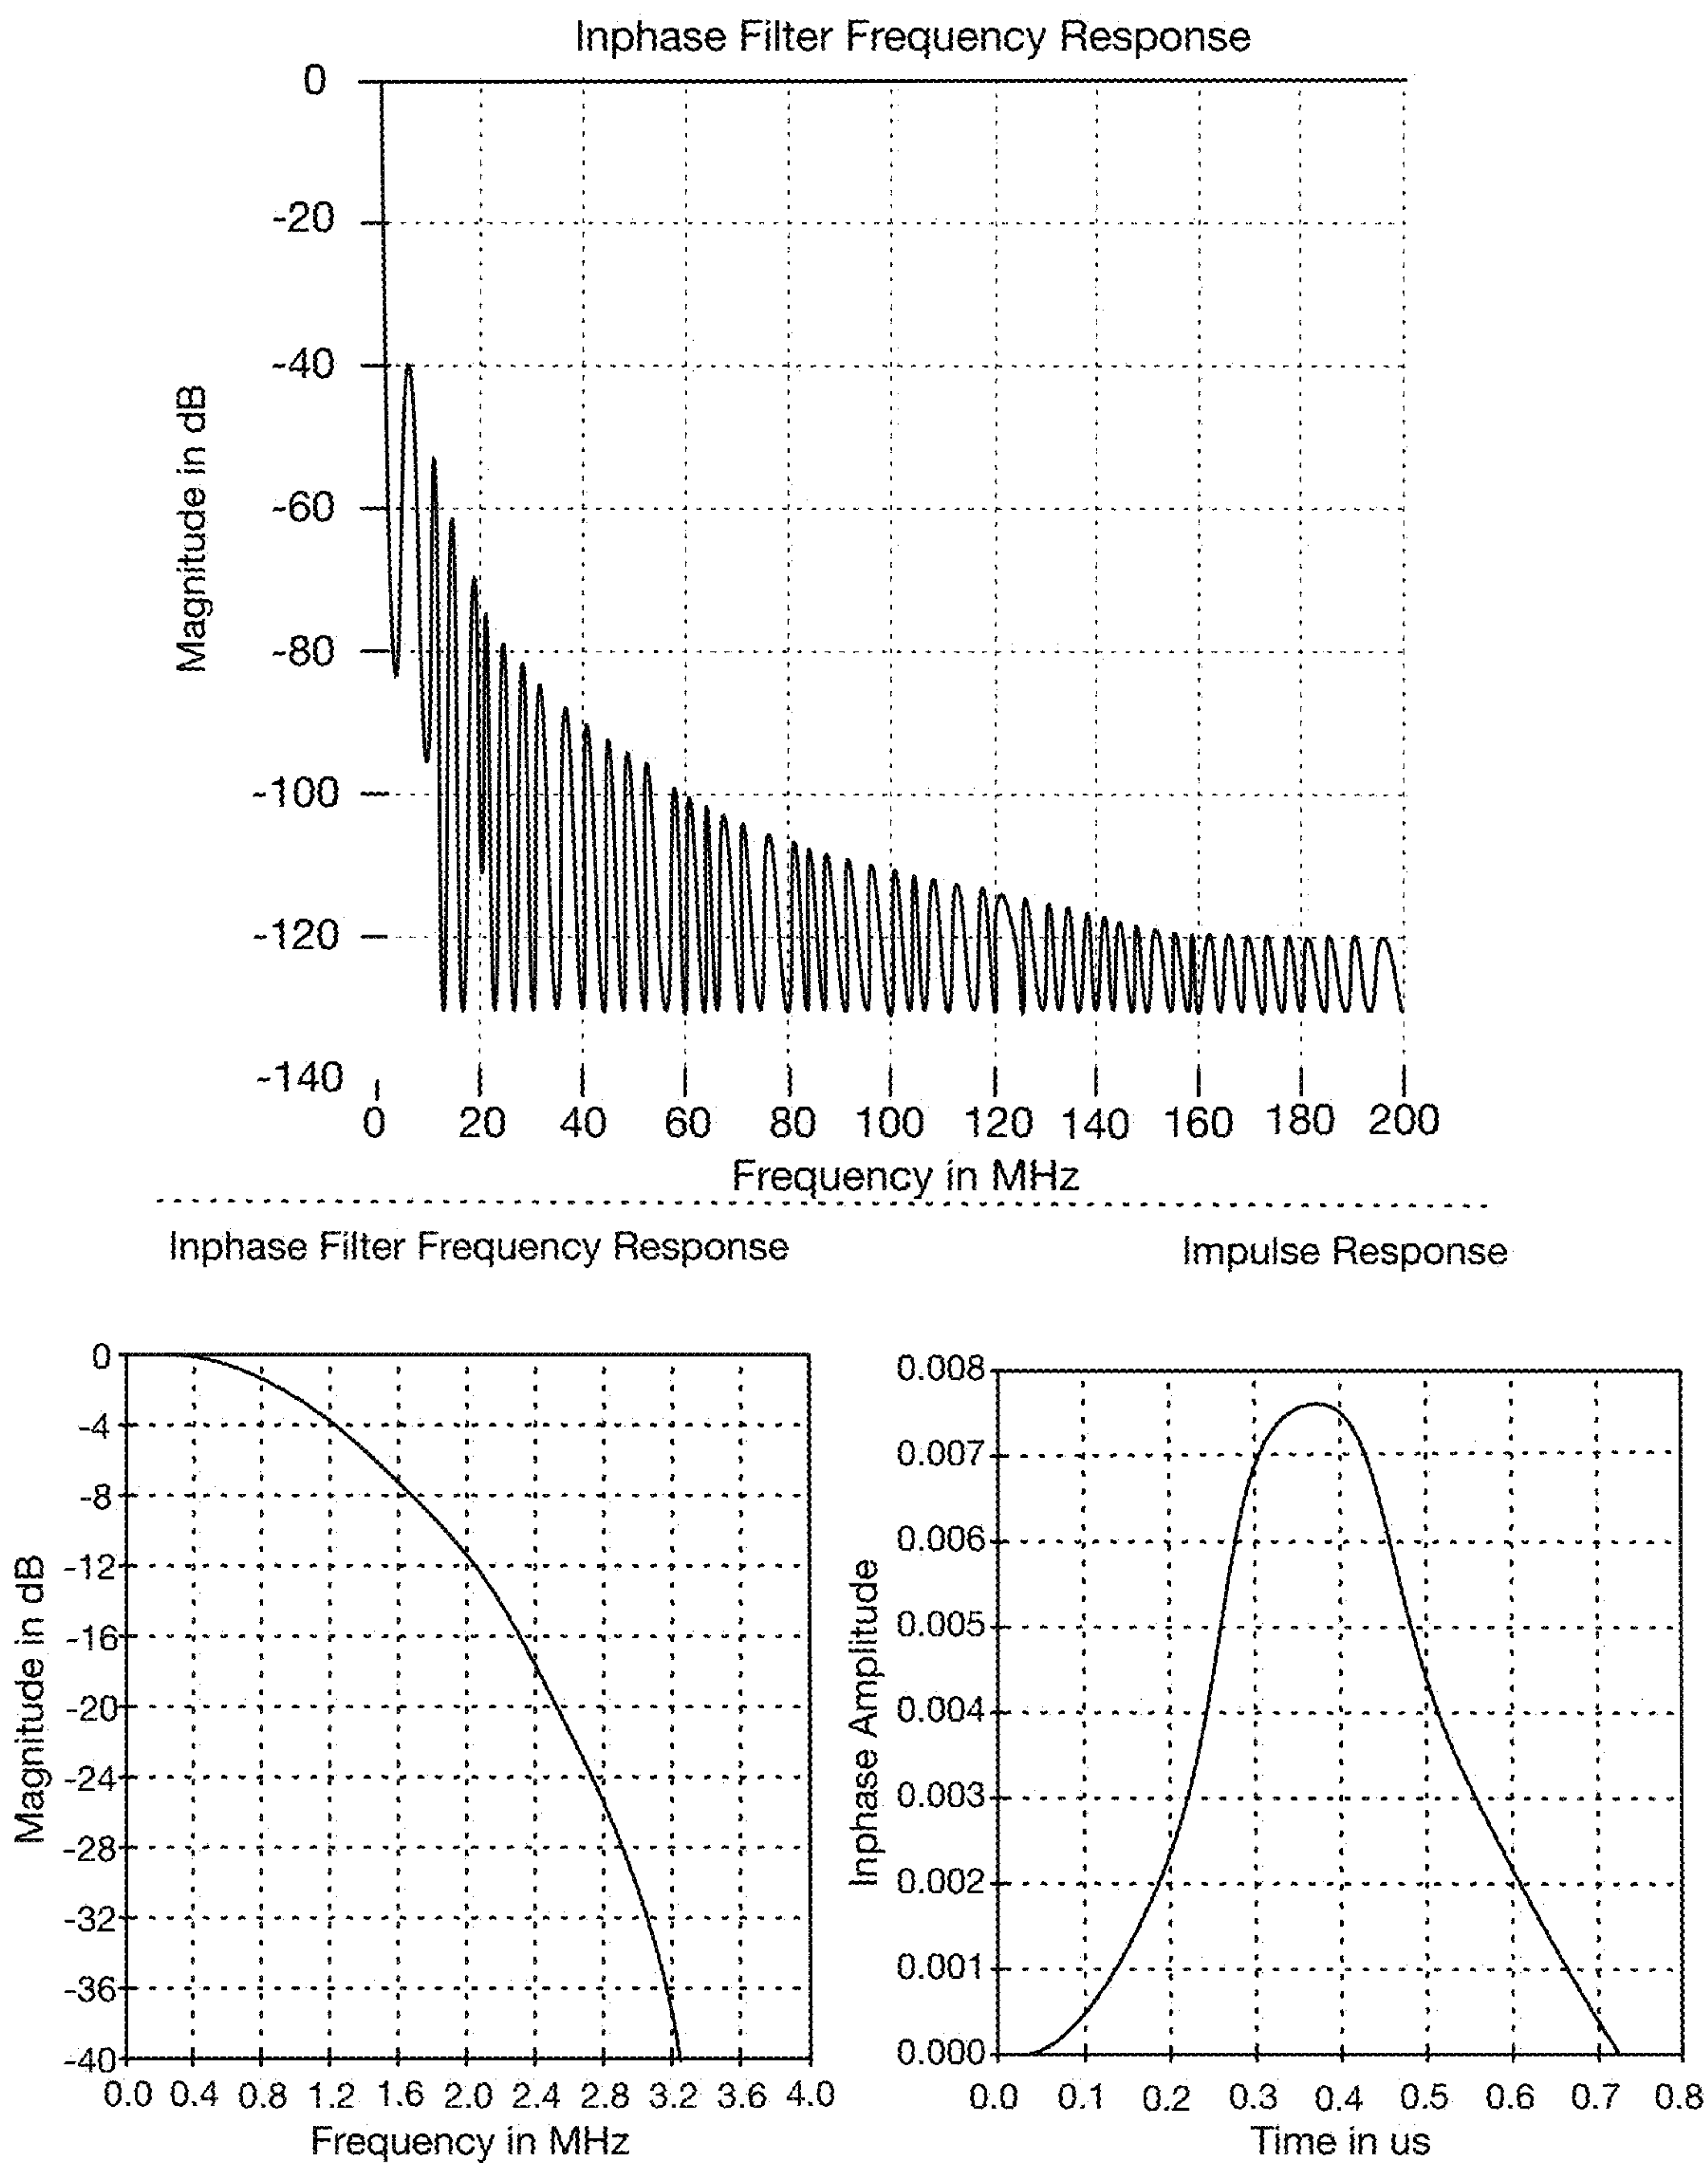 Inphase Filter Frequency Response
0
-20
-40
-60
-80
-100
-120
-140
Magnitude in dB
0 20 40 60 80 100 120 140 160 180 200
Frequency in MHz
Inphase Filter Frequency Response
0
-4
-8
-12
-16
-20
-24
-28
-32
-36
-40
Magnitude in dB
0.0 0.4 0.8 1.2 1.6 2.0 2.4 2.8 3.2 3.6 4.0
Frequency in MHz
Impulse Response
0.008
0.007
0.006
0.005
0.004
0.003
0.002
0.001
0.000
Inphase Amplitude
0.0 0.1 0.2 0.3 0.4 0.5 0.6 0.7 0.8
Time in us